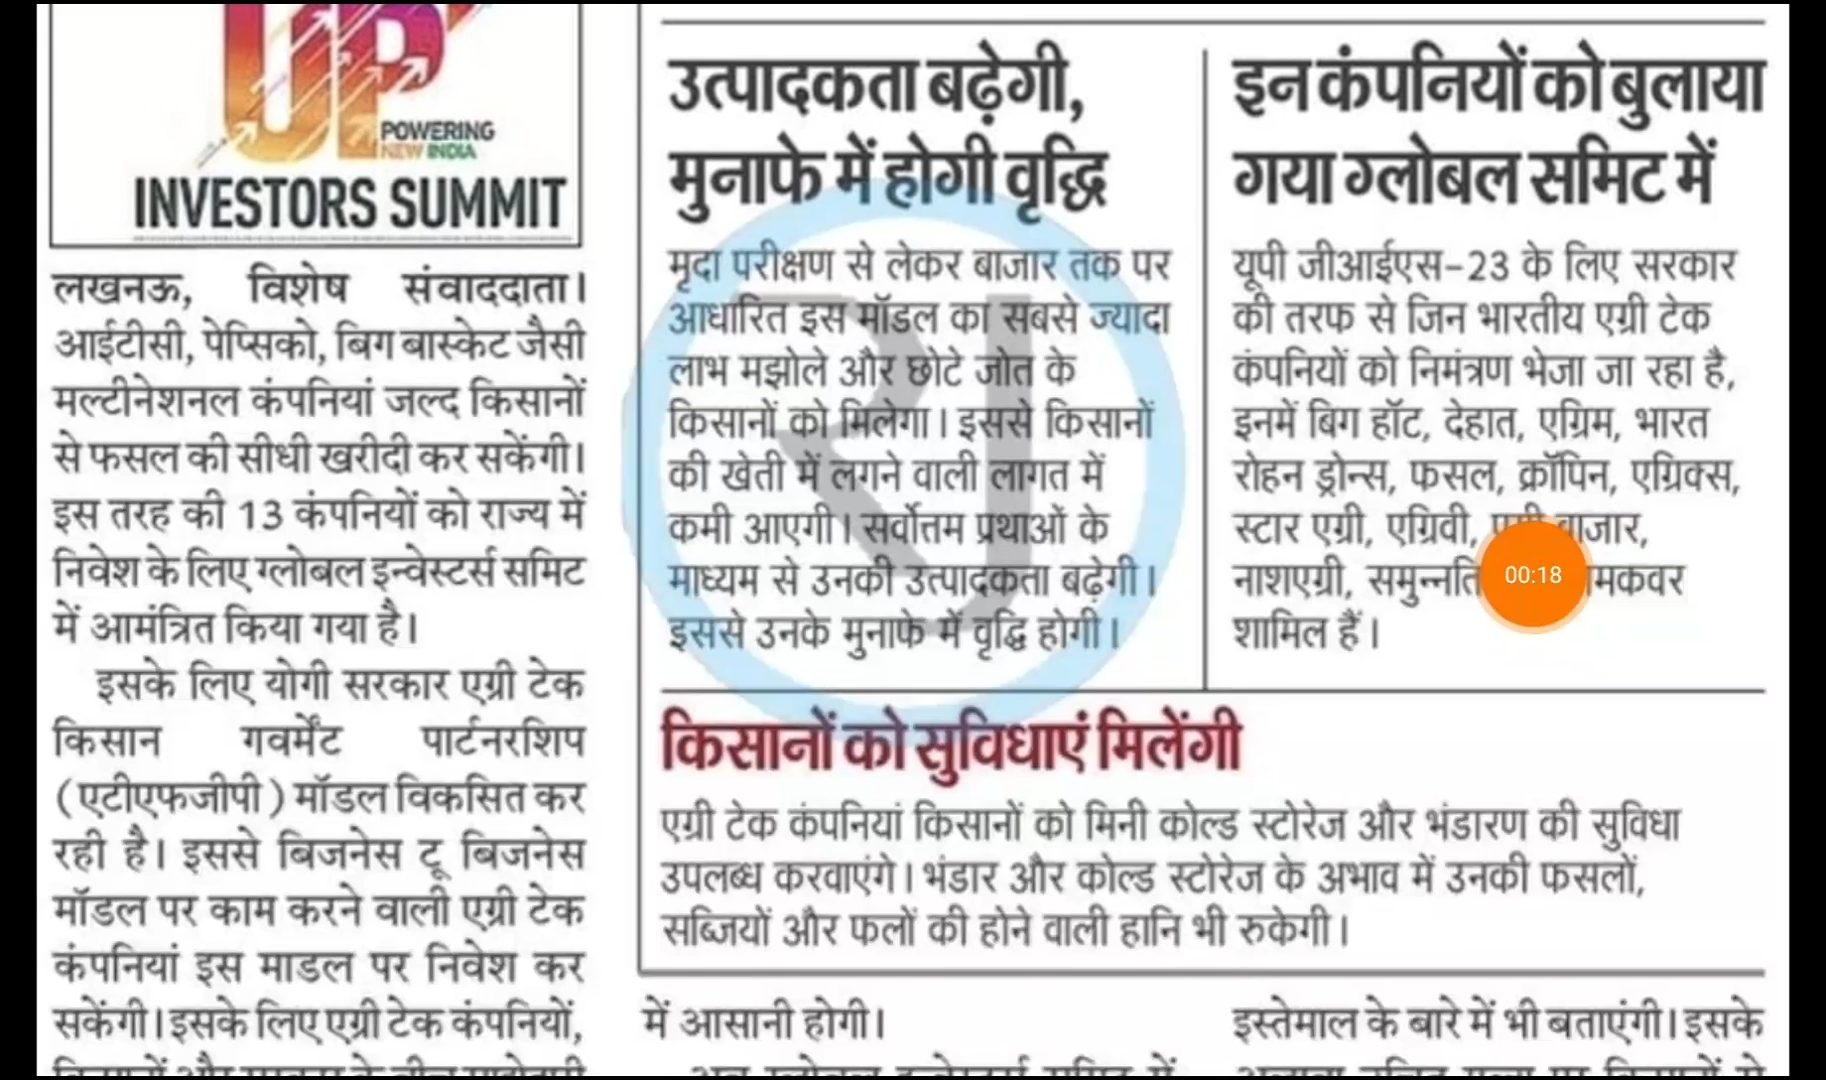 UP
POWERING
NEW INDIA
INVESTORS SUMMIT
लखनऊ, विशेष संवाददाता।
आईटीसी, पेप्सिको, बिग बास्केट जैसी
मल्टीनेशनल कंपनियां जल्द किसानों
से फसल की सीधी खरीदी कर सकेंगी।
इस तरह की 13 कंपनियों को राज्य में
निवेश के लिए ग्लोबल इन्वेस्टर्स समिट
में आमंत्रित किया गया है।
इसके लिए योगी सरकार एग्री टेक
किसान गवर्मेंट पार्टनरशिप
(एटीएफजीपी) मॉडल विकसित कर
रही है। इससे बिजनेस टू बिजनेस
मॉडल पर काम करने वाली एग्री टेक
कंपनियां इस माडल पर निवेश कर
सकेंगी। इसके लिए एग्री टेक कंपनियों,
उत्पादकता बढ़ेगी,
मुनाफे में होगी वृद्धि
मृदा परीक्षण से लेकर बाजार तक पर
आधारित इस मॉडल का सबसे ज्यादा
लाभ मझोले और छोटे जोत के
किसानों को मिलेगा। इससे किसानों
की खेती में लगने वाली लागत में
कमी आएगी। सर्वोत्तम प्रथाओं के
माध्यम से उनकी उत्पादकता बढ़ेगी।
इससे उनके मुनाफे में वृद्धि होगी।
इन कंपनियों को बुलाया
गया ग्लोबल समिट में
यूपी जीआईएस-23 के लिए सरकार
की तरफ से जिन भारतीय एग्री टेक
कंपनियों को निमंत्रण भेजा जा रहा है,
इनमें बिग हॉट, देहात, एग्रिम, भारत
रोहन ड्रोन्स, फसल, क्रॉपिन, एग्रिक्स,
स्टार एग्री, एग्रिवी, बाजार,
नाशएग्री, समुन्नति
00:18
शामिल हैं।
किसानों को सुविधाएं मिलेंगी
एग्री टेक कंपनियां किसानों को मिनी कोल्ड स्टोरेज और भंडारण की सुविधा
उपलब्ध करवाएंगे। भंडार और कोल्ड स्टोरेज के अभाव में उनकी फसलों,
सब्जियों और फलों की होने वाली हानि भी रुकेगी।
में आसानी होगी।
इस्तेमाल के बारे में भी बताएंगी। इसके